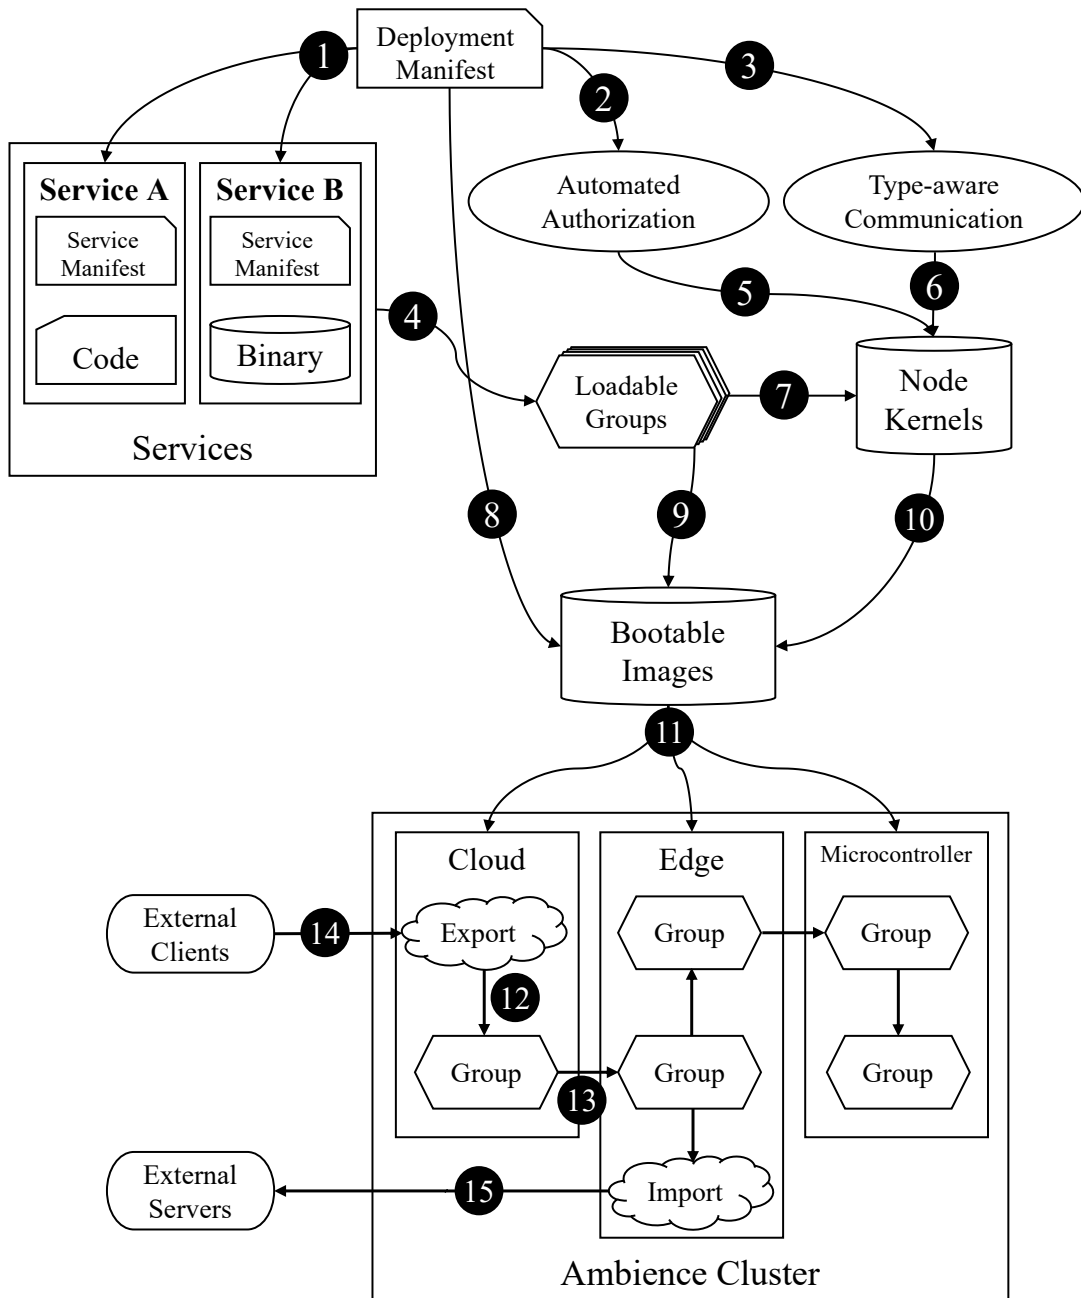 Deployment
Manifest
1
2
3
Service A
Service
Manifest
Code
Service B
Service
Manifest
Binary
Services
Automated
Authorization
Type-aware
Communication
4
5
6
Loadable
Groups
7
Node
Kernels
8
9
10
Bootable
Images
11
Cloud
Edge
Microcontroller
External
Clients
14
Export
Group
Group
12
Group
13
Group
Group
External
Servers
15
Import
Ambience Cluster